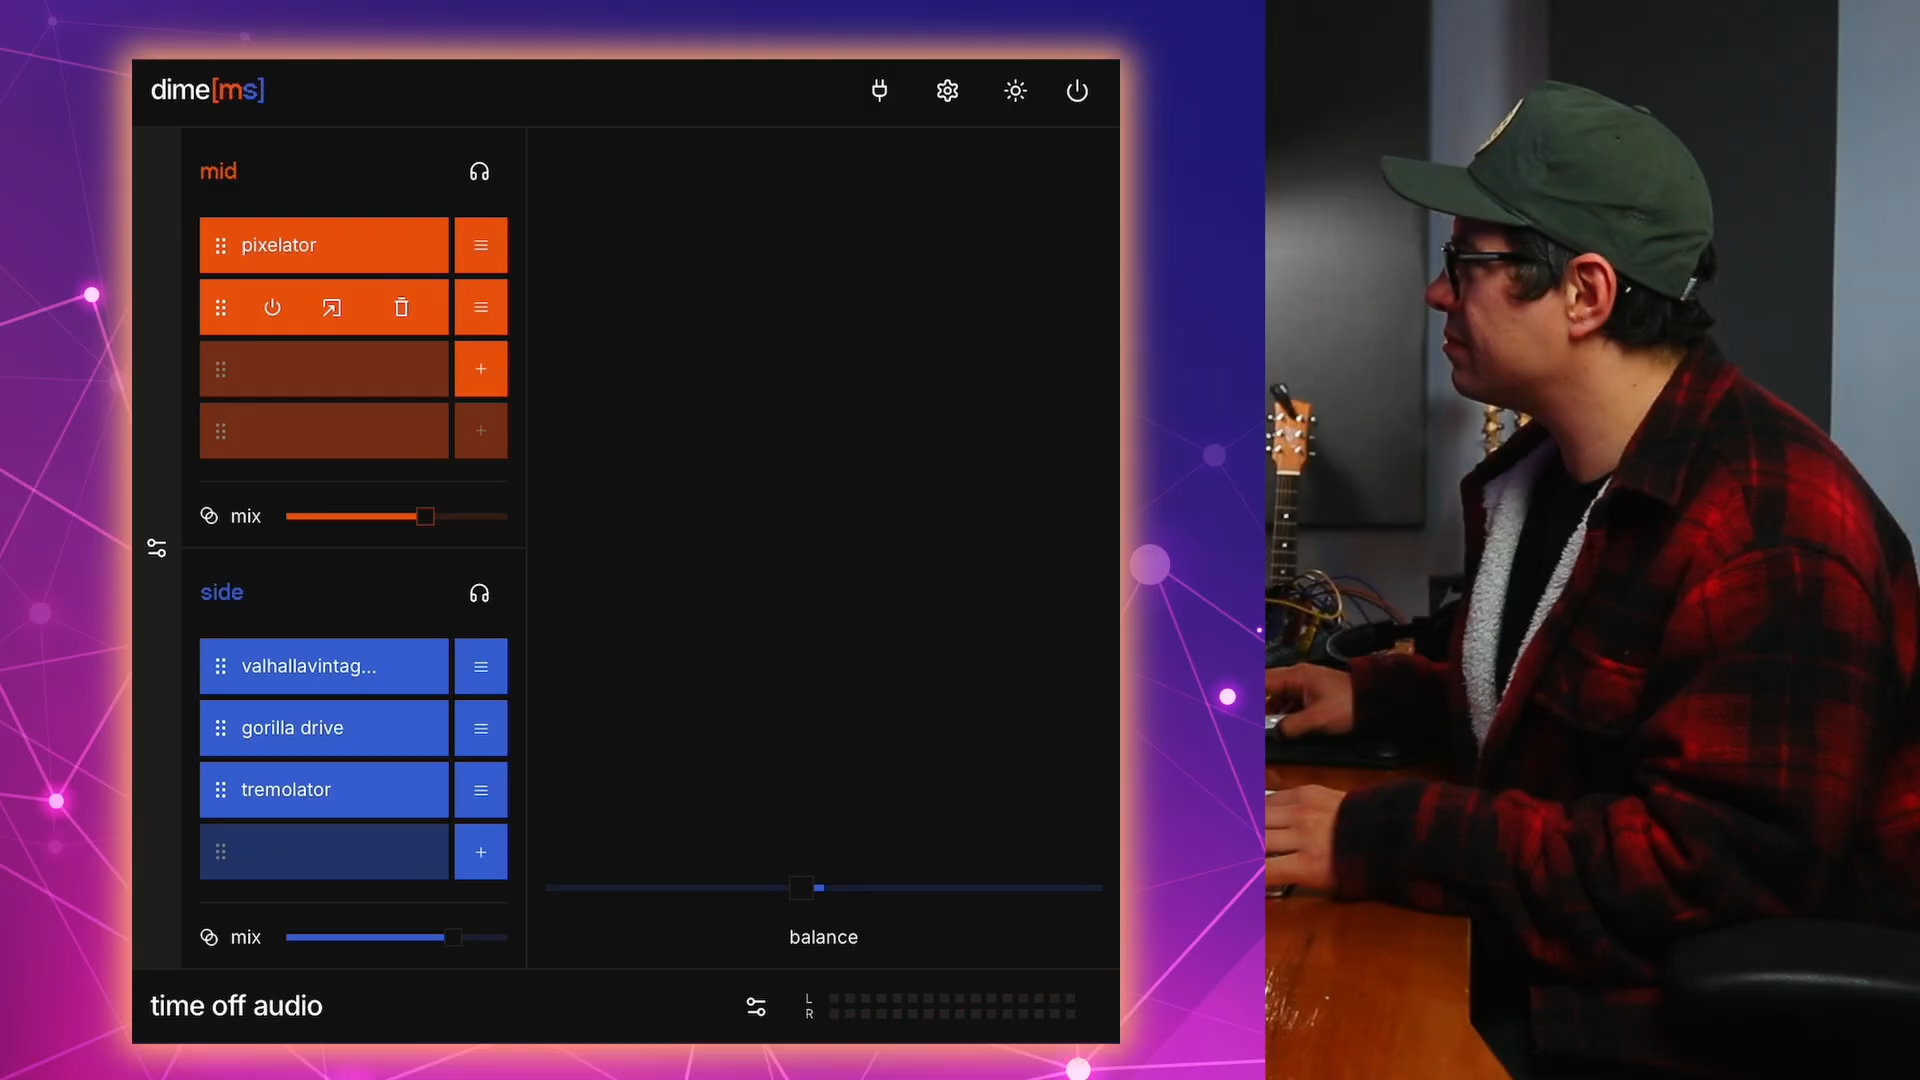 dime[ms]
mid
pixelator
mix
side
valhallavintag...
gorilla drive
tremolator
mix
balance
time off audio
L
R